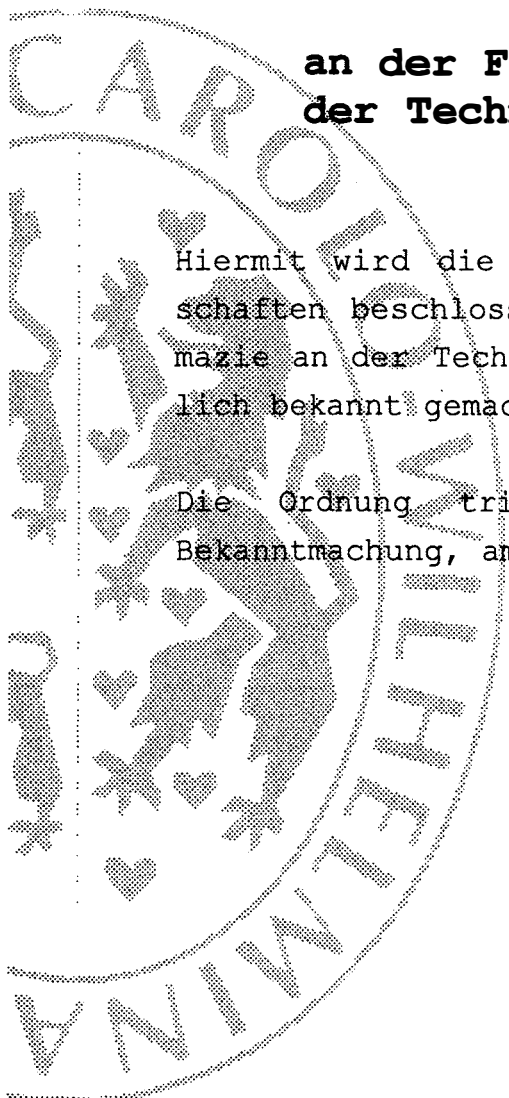 CAROLO-WILHELMINA
an der F
der Tech
Hiermit wird die
schaften beschloss
mazie an der Tech
lich bekannt gemac
Die Ordnung tri
Bekanntmachung, am